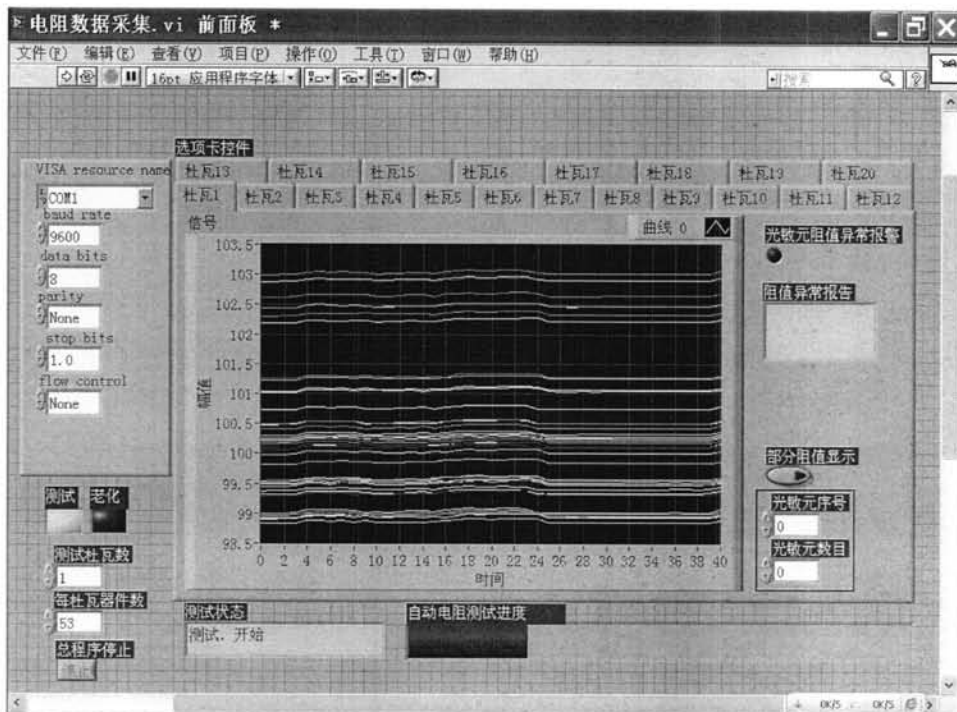 电阻数据采集.vi 前面板 *
文件(F) 编辑(E) 查看(V) 项目(P) 操作(O) 工具(T) 窗口(W) 帮助(H)
16pt 应用程序字体
搜索
选项卡控件
VISA resource name
COM1
baud rate
9600
data bits
8
parity
None
stop bits
1.0
flow control
None
杜瓦13 杜瓦14 杜瓦15 杜瓦16 杜瓦17 杜瓦18 杜瓦19 杜瓦20
杜瓦1 杜瓦2 杜瓦3 杜瓦4 杜瓦5 杜瓦6 杜瓦7 杜瓦8 杜瓦9 杜瓦10 杜瓦11 杜瓦12
信号
曲线 0
103.5
103
102.5
102
101.5
101
100.5
100
99.5
99
98.5
幅值
0 2 4 6 8 10 12 14 16 18 20 22 24 26 28 30 32 34 36 38 40
时间
光敏元阻值异常报警
阻值异常报告
部分阻值显示
光敏元序号
0
光敏元数目
0
测试 老化
测试杜瓦数
1
每杜瓦器件数
53
总程序停止
测试状态
测试. 开始
自动电阻测试进度
0K/S 0K/S